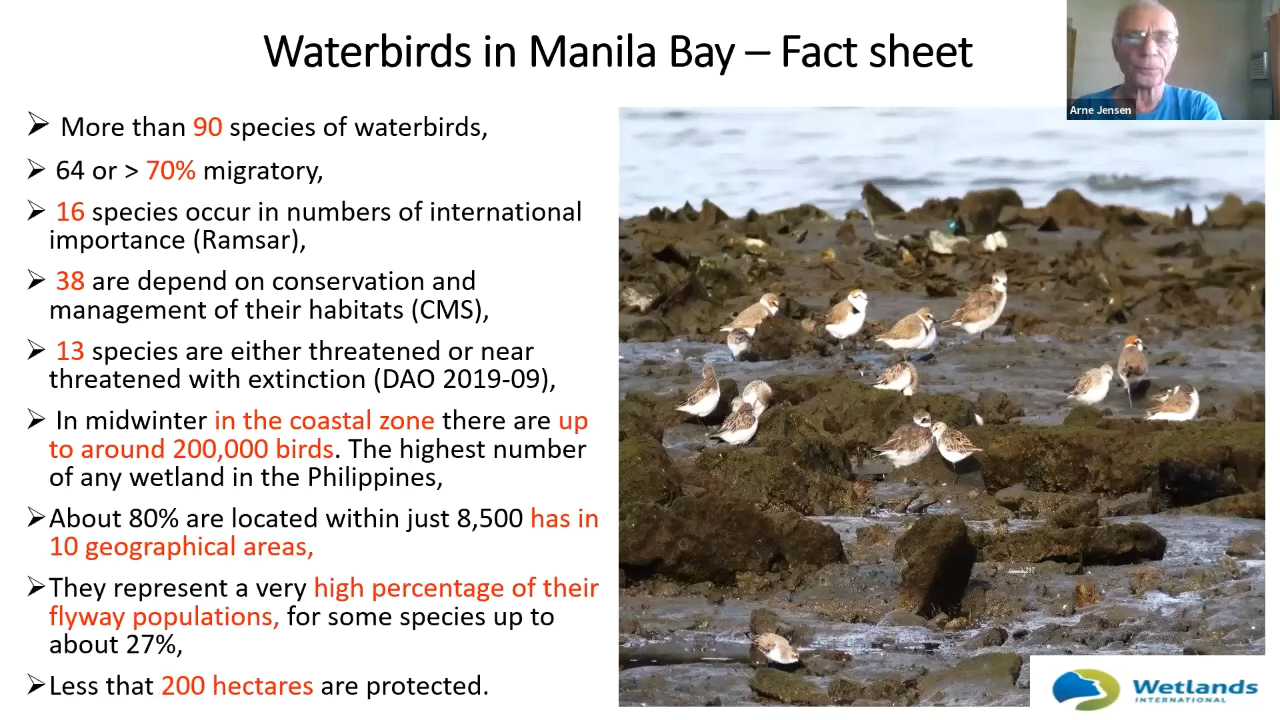 Waterbirds in Manila Bay – Fact sheet
Arne Jensen
➢ More than 90 species of waterbirds,
➢ 64 or > 70% migratory,
➢ 16 species occur in numbers of international
importance (Ramsar),
➢ 38 are depend on conservation and
management of their habitats (CMS),
➢ 13 species are either threatened or near
threatened with extinction (DAO 2019-09),
➢ In midwinter in the coastal zone there are up
to around 200,000 birds. The highest number
of any wetland in the Philippines,
➢About 80% are located within just 8,500 has in
10 geographical areas,
➢They represent a very high percentage of their
flyway populations, for some species up to
about 27%,
➢Less that 200 hectares are protected.
Wetlands
INTERNATIONAL